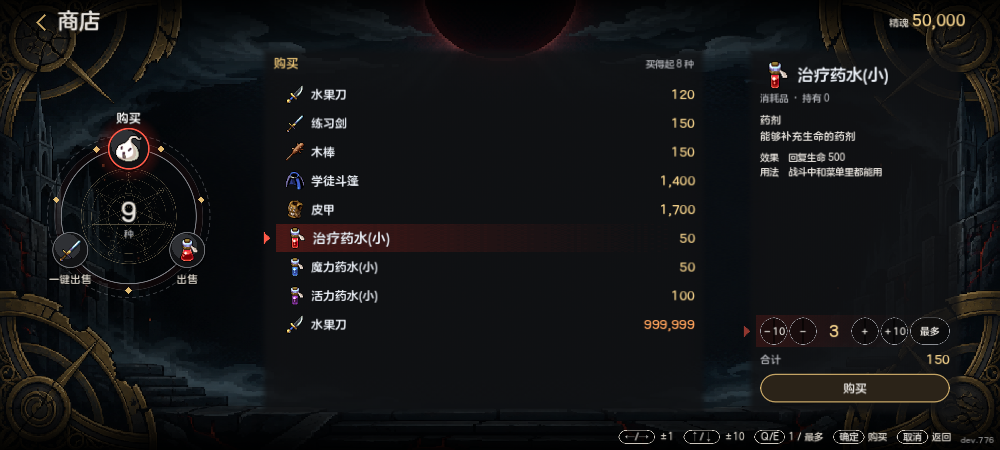 商店
精魂 50,000
购买
9
种
一键出售
出售
购买
买得起 8 种
水果刀 120
练习剑 150
木棒 150
学徒斗篷 1,400
皮甲 1,700
治疗药水(小) 50
魔力药水(小) 50
活力药水(小) 100
水果刀 999,999
治疗药水(小)
消耗品 · 持有 0
药剂
能够补充生命的药剂
效果 回复生命 500
用法 战斗中和菜单里都能用
−10 − 3 + +10 最多
合计 150
购买
←/→ ±1 ↑/↓ ±10 Q/E 1 / 最多 确定 购买 取消 返回
dev.776